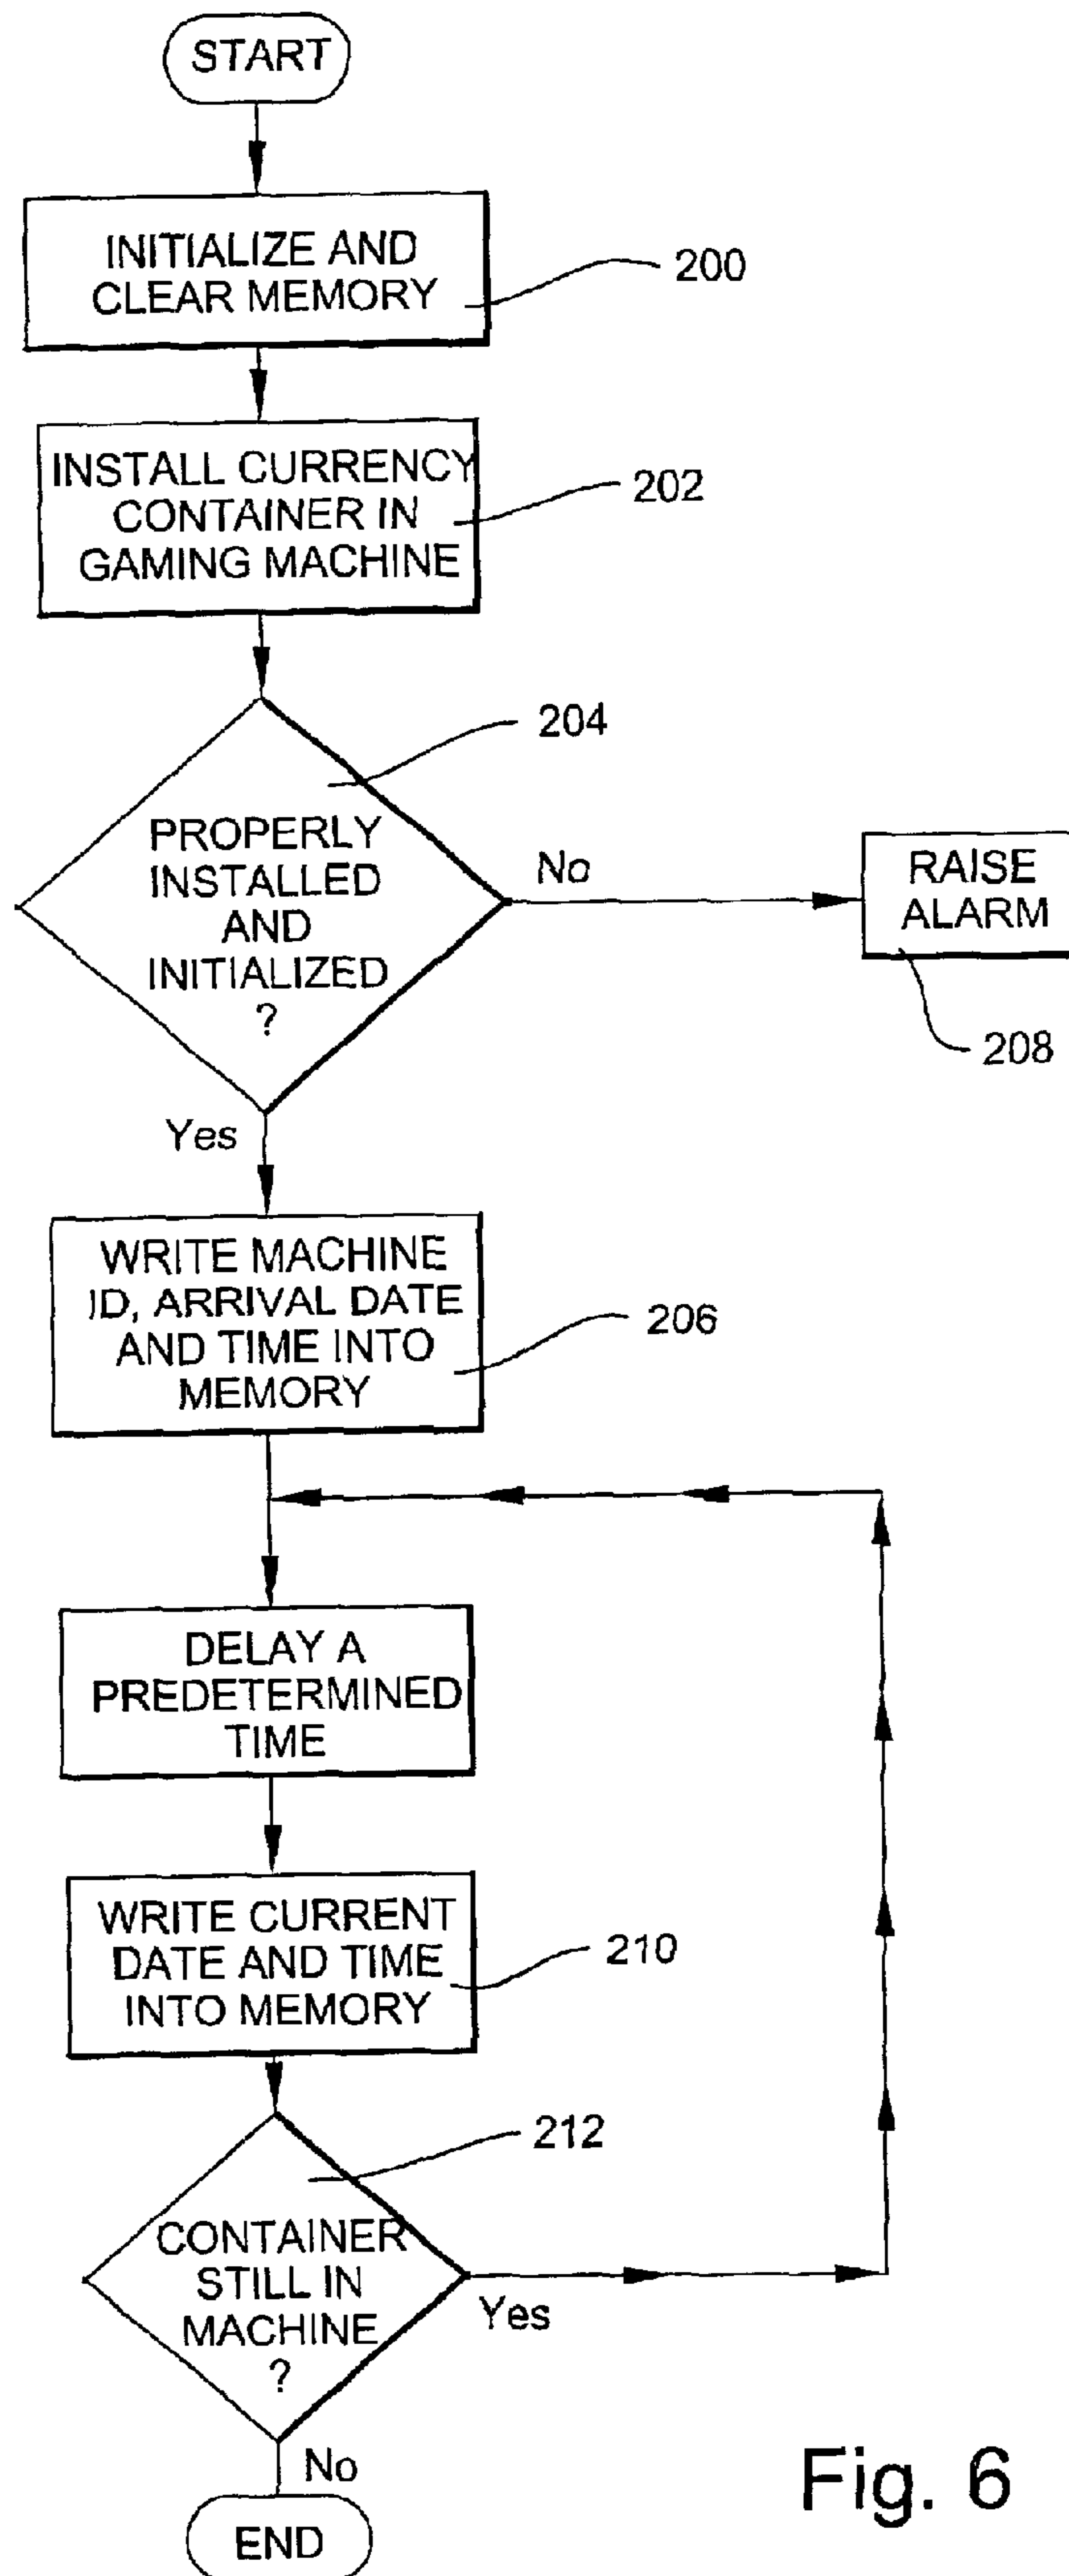 START
INITIALIZE AND
CLEAR MEMORY
200
INSTALL CURRENCY
CONTAINER IN
GAMING MACHINE
202
204
PROPERLY
INSTALLED
AND
INITIALIZED
?
No
RAISE
ALARM
208
Yes
WRITE MACHINE
ID, ARRIVAL DATE
AND TIME INTO
MEMORY
206
DELAY A
PREDETERMINED
TIME
WRITE CURRENT
DATE AND TIME
INTO MEMORY
210
212
CONTAINER
STILL IN
MACHINE
?
Yes
No
END
Fig. 6